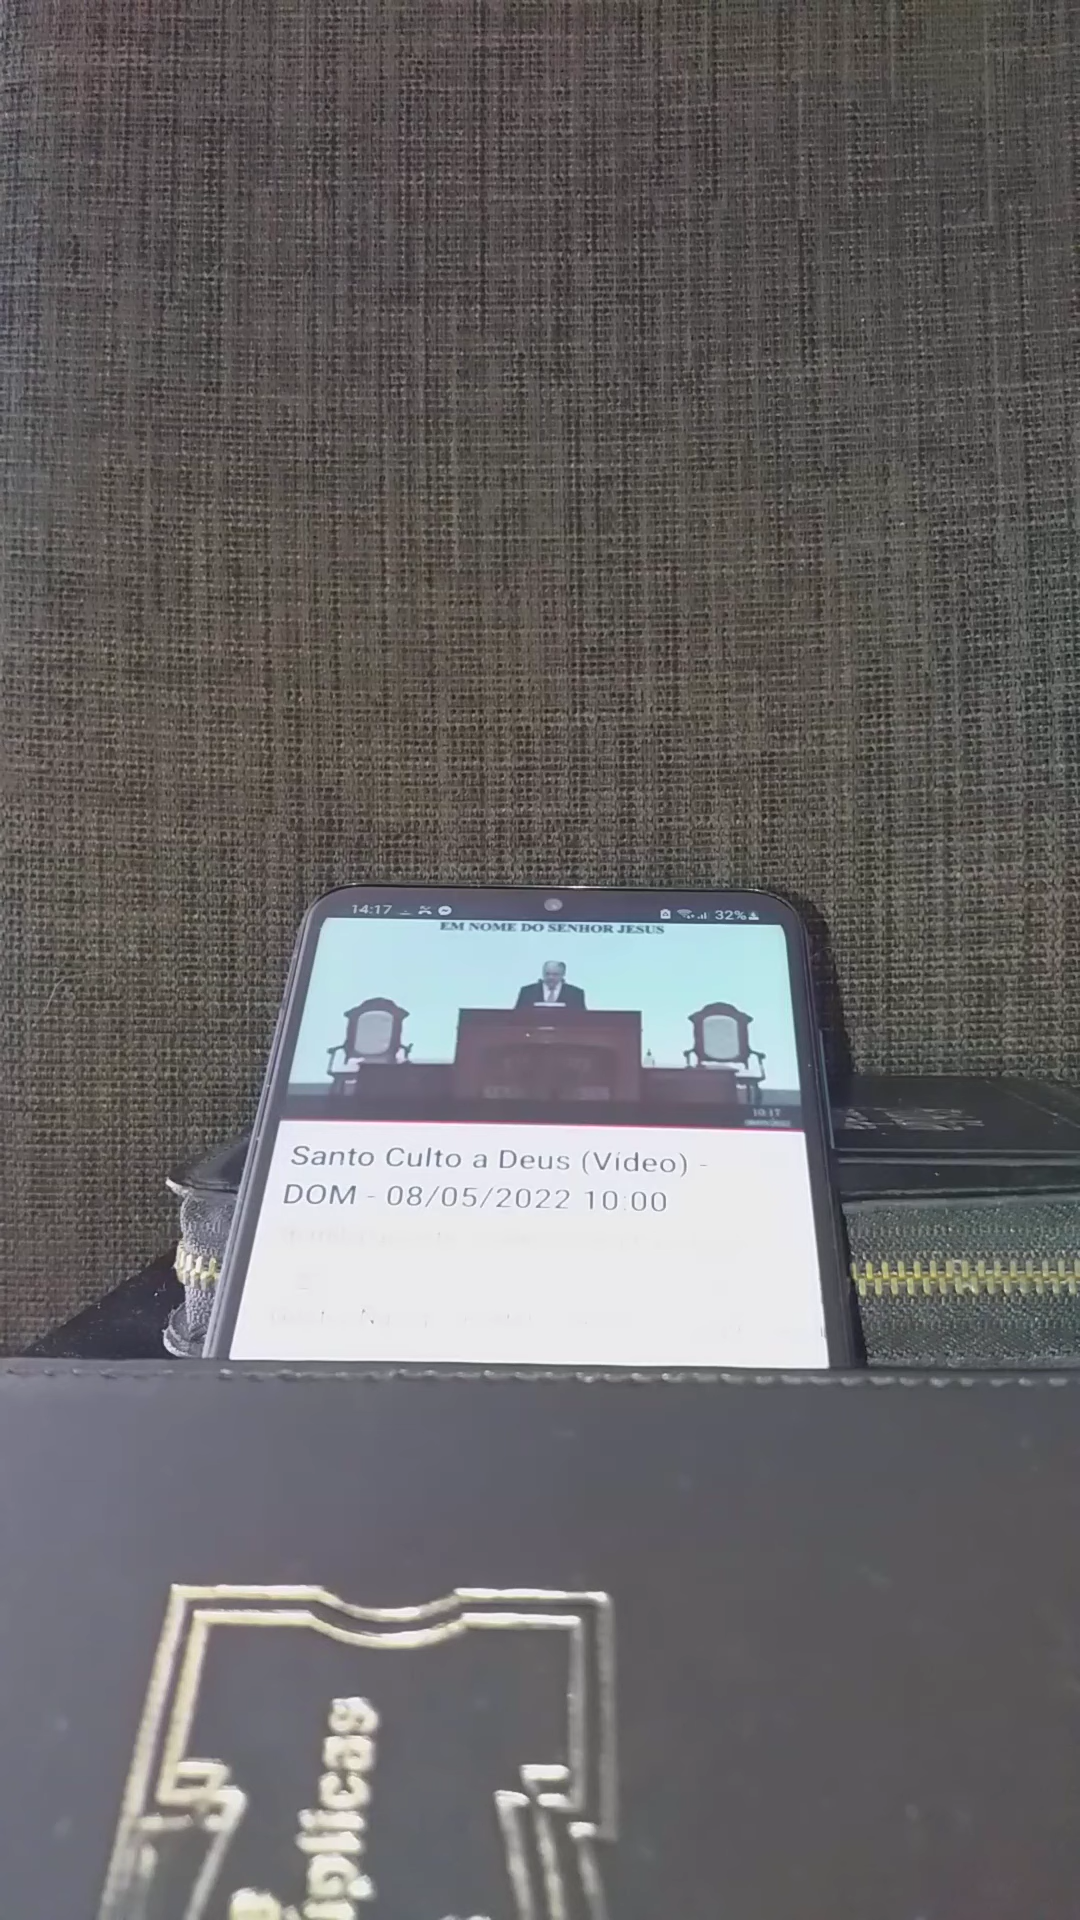 14:17
32%
EM NOME DO SENHOR JESUS
10:17
Santo Culto a Deus (Vídeo) -
DOM - 08/05/2022 10:00